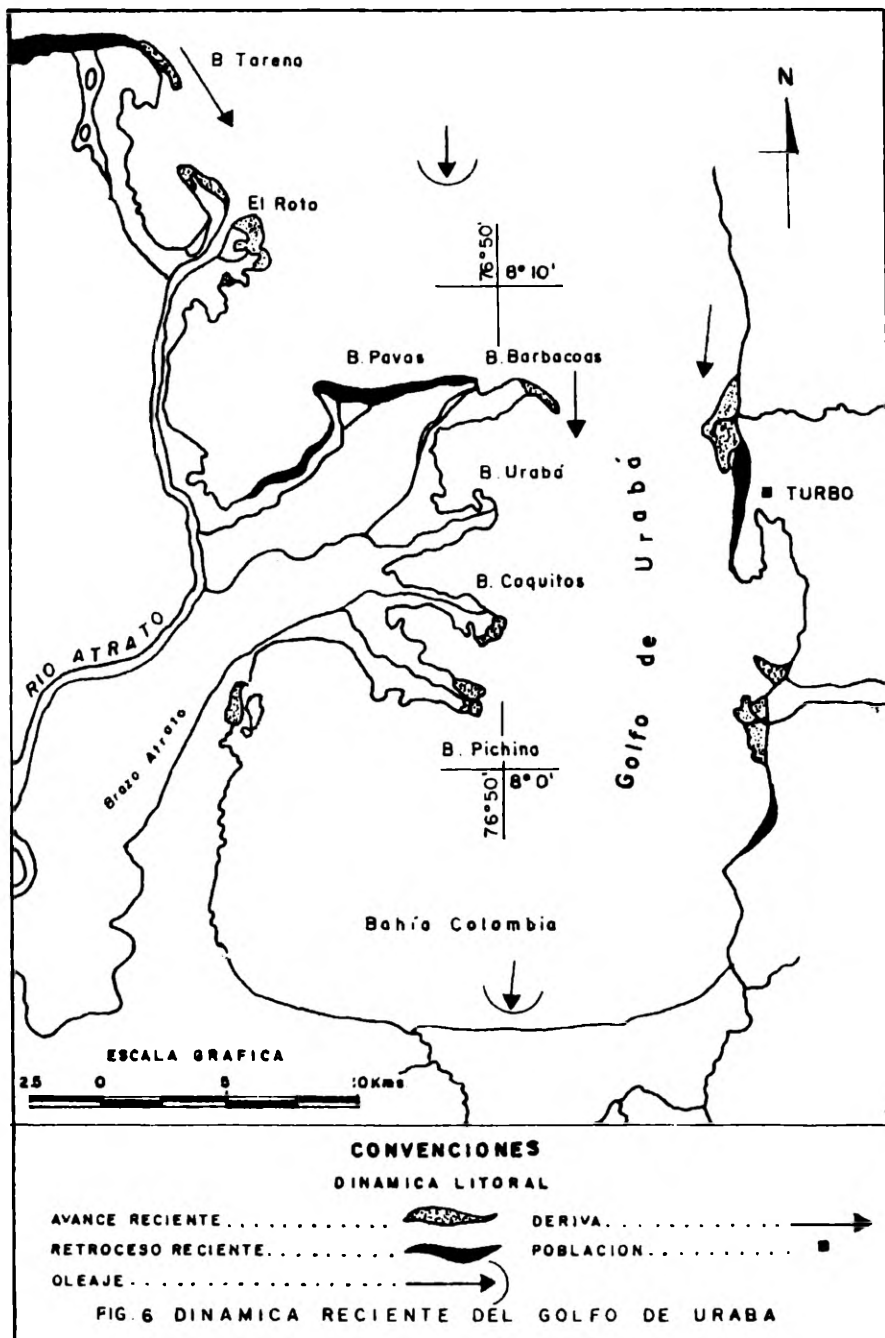 B Tarena
N
El Roto
76°50'
8°10'
B. Pavas
B. Barbacoas
B. Urabá
TURBO
B. Coquitos
Golfo de Urabá
RIO ATRATO
Brazo Atrato
B. Pichina
76°50'
8°0'
Bahía Colombia
ESCALA GRAFICA
2.5 0 5 10Kms
CONVENCIONES
DINAMICA LITORAL
AVANCE RECIENTE
DERIVA
RETROCESO RECIENTE
POBLACION
OLEAJE
FIG. 6 DINAMICA RECIENTE DEL GOLFO DE URABA